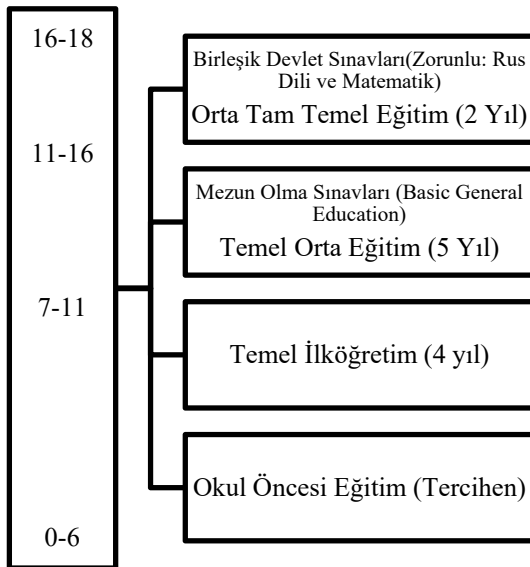 16-18
11-16
7-11
0-6
Birleşik Devlet Sınavları(Zorunlu: Rus
Dili ve Matematik)
Orta Tam Temel Eğitim (2 Yıl)
Mezun Olma Sınavları (Basic General
Education)
Temel Orta Eğitim (5 Yıl)
Temel İlköğretim (4 yıl)
Okul Öncesi Eğitim (Tercihen)